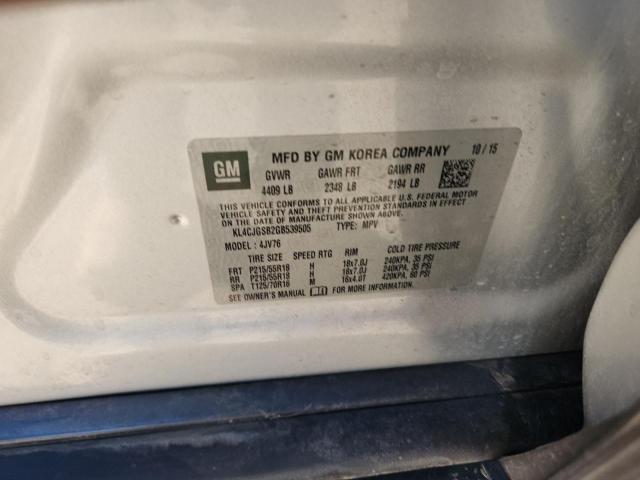 GM
MFD BY GM KOREA COMPANY 10/15
GVWR GAWR FRT GAWR RR
4409 LB 2348 LB 2194 LB
THIS VEHICLE CONFORMS TO ALL APPLICABLE U.S. FEDERAL MOTOR
VEHICLE SAFETY, BUMPER, AND THEFT PREVENTION STANDARDS IN EFFECT ON
THE DATE OF MANUFACTURE SHOWN ABOVE.
KL4CJGSB2GB539505 TYPE: MPV
MODEL: 4JV76
TIRE SIZE SPEED RTG RIM COLD TIRE PRESSURE
FRT P215/55R18 H 18x7.0J 240KPA, 35 PSI
RR P215/55R18 H 18x7.0J 240KPA, 35 PSI
SPA T125/70R16 M 16x4.0T 420KPA, 60 PSI
SEE OWNER'S MANUAL FOR MORE INFORMATION.